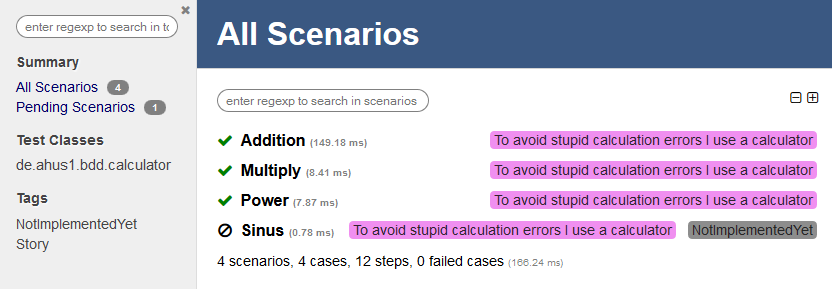 enter regexp to search in to
Summary
All Scenarios 4
Pending Scenarios 1
Test Classes
de.ahus1.bdd.calculator
Tags
NotImplementedYet
Story
All Scenarios
enter regexp to search in scenarios
Addition (149.18 ms) To avoid stupid calculation errors I use a calculator
Multiply (8.41 ms) To avoid stupid calculation errors I use a calculator
Power (7.87 ms) To avoid stupid calculation errors I use a calculator
Sinus (0.78 ms) To avoid stupid calculation errors I use a calculator NotImplementedYet
4 scenarios, 4 cases, 12 steps, 0 failed cases (166.24 ms)